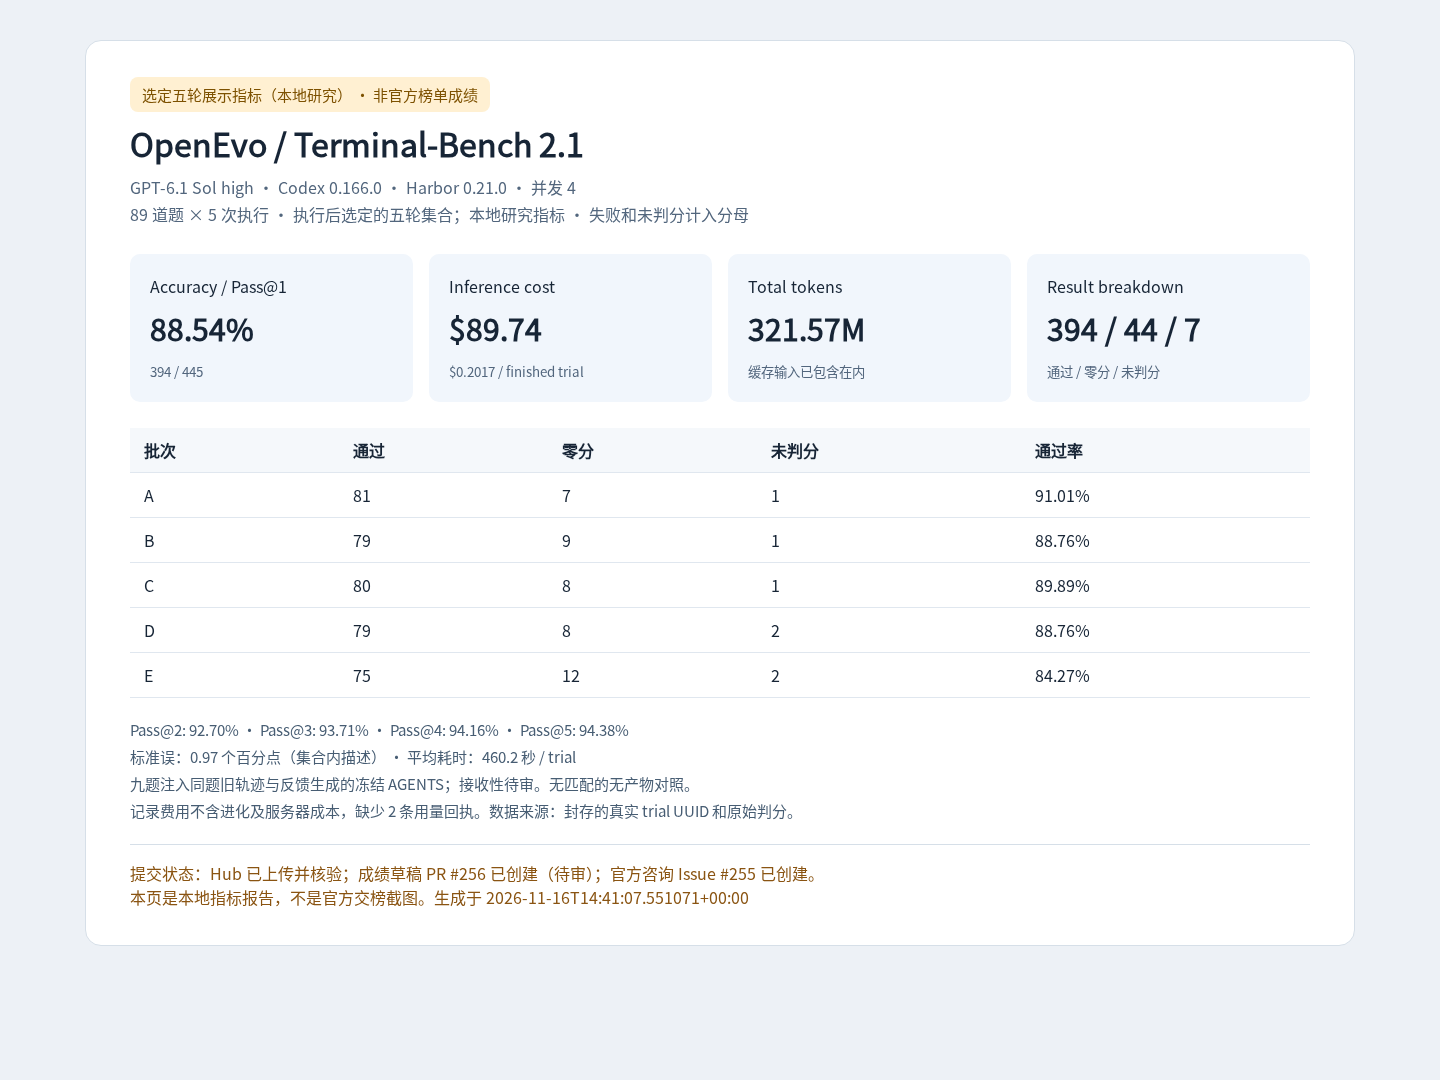 选定五轮展示指标（本地研究） · 非官方榜单成绩
OpenEvo / Terminal-Bench 2.1
GPT-6.1 Sol high · Codex 0.166.0 · Harbor 0.21.0 · 并发 4
89 道题 × 5 次执行 · 执行后选定的五轮集合；本地研究指标 · 失败和未判分计入分母
Accuracy / Pass@1
88.54%
394 / 445
Inference cost
$89.74
$0.2017 / finished trial
Total tokens
321.57M
缓存输入已包含在内
Result breakdown
394 / 44 / 7
通过 / 零分 / 未判分
批次 通过 零分 未判分 通过率
A 81 7 1 91.01%
B 79 9 1 88.76%
C 80 8 1 89.89%
D 79 8 2 88.76%
E 75 12 2 84.27%
Pass@2: 92.70% · Pass@3: 93.71% · Pass@4: 94.16% · Pass@5: 94.38%
标准误：0.97 个百分点（集合内描述） · 平均耗时：460.2 秒 / trial
九题注入同题旧轨迹与反馈生成的冻结 AGENTS；接收性待审。无匹配的无产物对照。
记录费用不含进化及服务器成本，缺少 2 条用量回执。数据来源：封存的真实 trial UUID 和原始判分。
提交状态：Hub 已上传并核验；成绩草稿 PR #256 已创建（待审）；官方咨询 Issue #255 已创建。
本页是本地指标报告，不是官方交榜截图。生成于 2026-11-16T14:41:07.551071+00:00